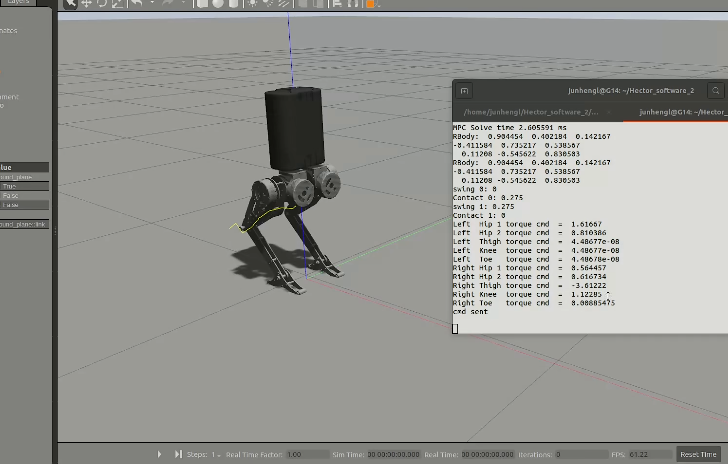 Layers
nates
nment
o
lue
ound_plane
True
False
False
ound_plane::link
junhengl@G14: ~/Hector_software_2
/home/junhengl/Hector_software_2/...
junhengl@G14: ~/Hector_software_
MPC Solve time 2.605591 ms
RBody:  0.904454  0.402184  0.142167
-0.411584  0.735217  0.538567
0.11208 -0.545622  0.830503
RBody:  0.904454  0.402184  0.142167
-0.411584  0.735217  0.538567
0.11208 -0.545622  0.830503
swing 0: 0
Contact 0: 0.275
swing 1: 0.275
Contact 1: 0
Left  Hip 1 torque cmd  =  1.61667
Left  Hip 2 torque cmd  =  0.810386
Left  Thigh torque cmd  =  4.48677e-08
Left  Knee  torque cmd  =  4.48677e-08
Left  Toe   torque cmd  =  4.48678e-08
Right Hip 1 torque cmd  =  0.564457
Right Hip 2 torque cmd  =  0.616734
Right Thigh torque cmd  =  -3.61222
Right Knee  torque cmd  =  1.12285
Right Toe   torque cmd  =  0.00885475
cmd sent
Steps: 1 Real Time Factor: 1.00 Sim Time: 00 00:00:00.000 Real Time: 00 00:00:00.000 Iterations: 0 FPS: 61.22 Reset Time